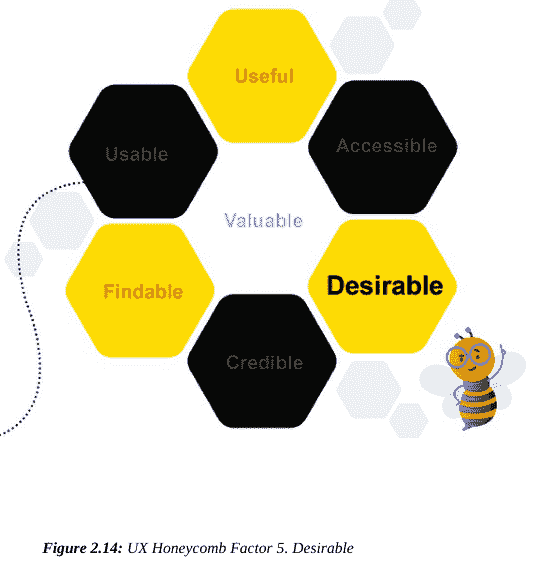 Useful
Usable
Accessible
Valuable
Findable
Desirable
Credible
Figure 2.14: UX Honeycomb Factor 5. Desirable